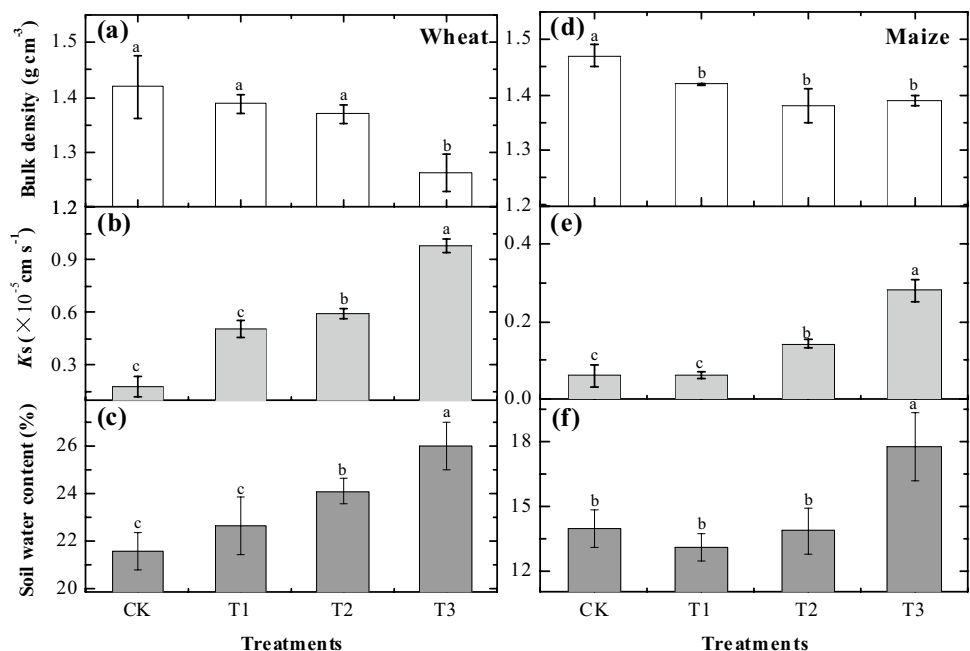 (a) Wheat
Bulk density (g cm-3)
1.5
1.4
1.3
1.2
a
a
a
b
(d) Maize
1.5
1.4
1.3
1.2
a
b
b
b
(b)
Ks (×10-5 cm s-1)
0.9
0.6
0.3
c
c
b
a
(e)
0.4
0.2
0.0
c
c
b
a
(c)
Soil water content (%)
26
24
22
20
c
c
b
a
(f)
18
15
12
b
b
b
a
CK T1 T2 T3
Treatments
CK T1 T2 T3
Treatments